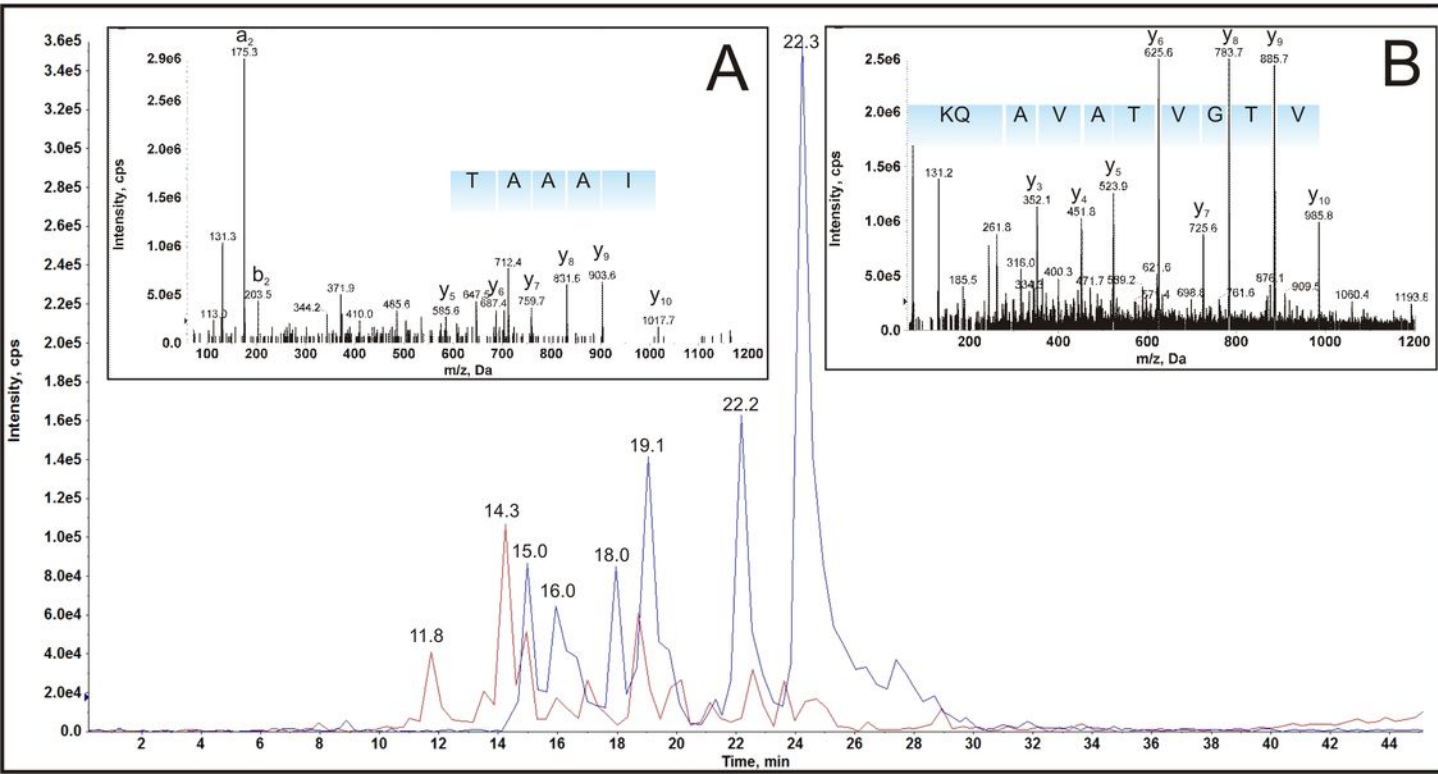 3.6e5
3.4e5
3.2e5
3.0e5
2.8e5
2.6e5
2.4e5
2.2e5
2.0e5
1.8e5
1.6e5
1.4e5
1.2e5
1.0e5
8.0e4
6.0e4
4.0e4
2.0e4
0.0
Intensity, cps
2 4 6 8 10 12 14 16 18 20 22 24 26 28 30 32 34 36 38 40 42 44
Time, min
11.8
14.3
15.0
16.0
18.0
19.1
22.2
22.3
A
2.9e6
2.5e6
2.0e6
1.5e6
1.0e6
5.0e5
0.0
Intensity, cps
a2
175.3
131.3
b2
203.5
113.0
344.2
371.9
410.0
485.6
y5
585.6
647.5
y6
687.4
712.4
y7
759.7
y8
831.6
y9
903.6
y10
1017.7
T A A A I
100 200 300 400 500 600 700 800 900 1000 1100 1200
m/z, Da
B
2.5e6
2.0e6
1.5e6
1.0e6
5.0e5
0.0
Intensity, cps
KQ A V A T V G T V
131.2
185.5
261.8
316.0
y3
352.1
400.3
y4
451.8
471.7
y5
523.9
589.2
621.6
y6
625.6
698.8
y7
725.6
761.6
y8
783.7
876.1
y9
885.7
909.5
y10
985.8
1060.4
1193.8
200 400 600 800 1000 1200
m/z, Da